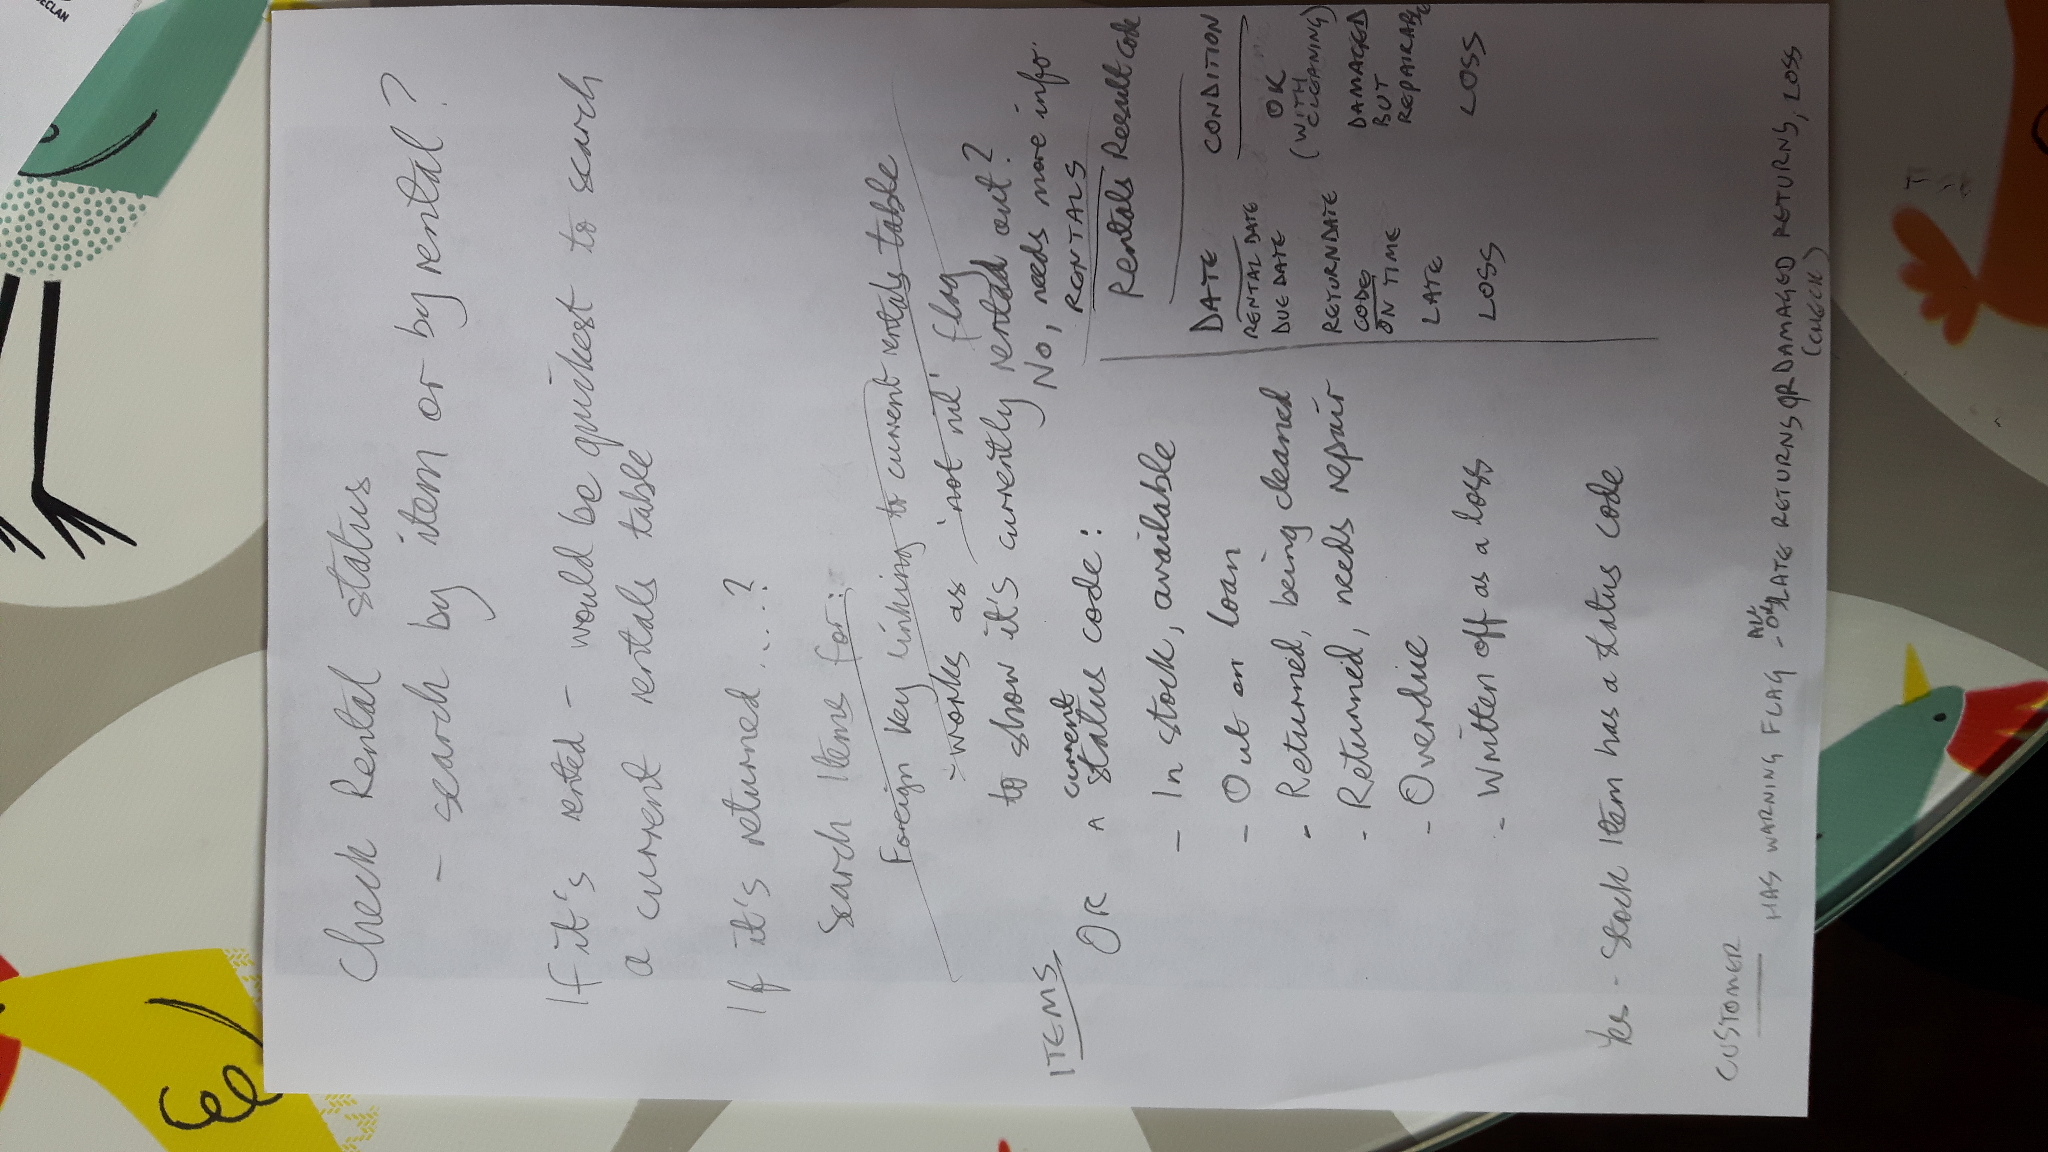 Check Rental status
- search by item or by rental?
If it's rented - would be quickest to search
a current rentals table
If it's returned ....?
Search Items for:
Foreign key linking to current rentals table
- works as 'not nil' flag
to show it's currently rented out?
No, needs more info.
ITEMS
OR A current status code:
- In stock, available
- Out on loan
- Returned, being cleaned
- Returned, needs repair
- Overdue
- Written off as a loss
Yes - Stock Item has a status code
RENTALS
Rentals Result code
DATE
RENTAL DATE
DUE DATE
RETURN DATE
CODE
ON TIME
LATE
LOSS
CONDITION
OK
(WITH
CLEANING)
DAMAGED
BUT
REPAIRABLE
LOSS
CUSTOMER
HAS WARNING FLAG - ALL OK, LATE RETURNS OR DAMAGED RETURNS, LOSS
(CHECK)